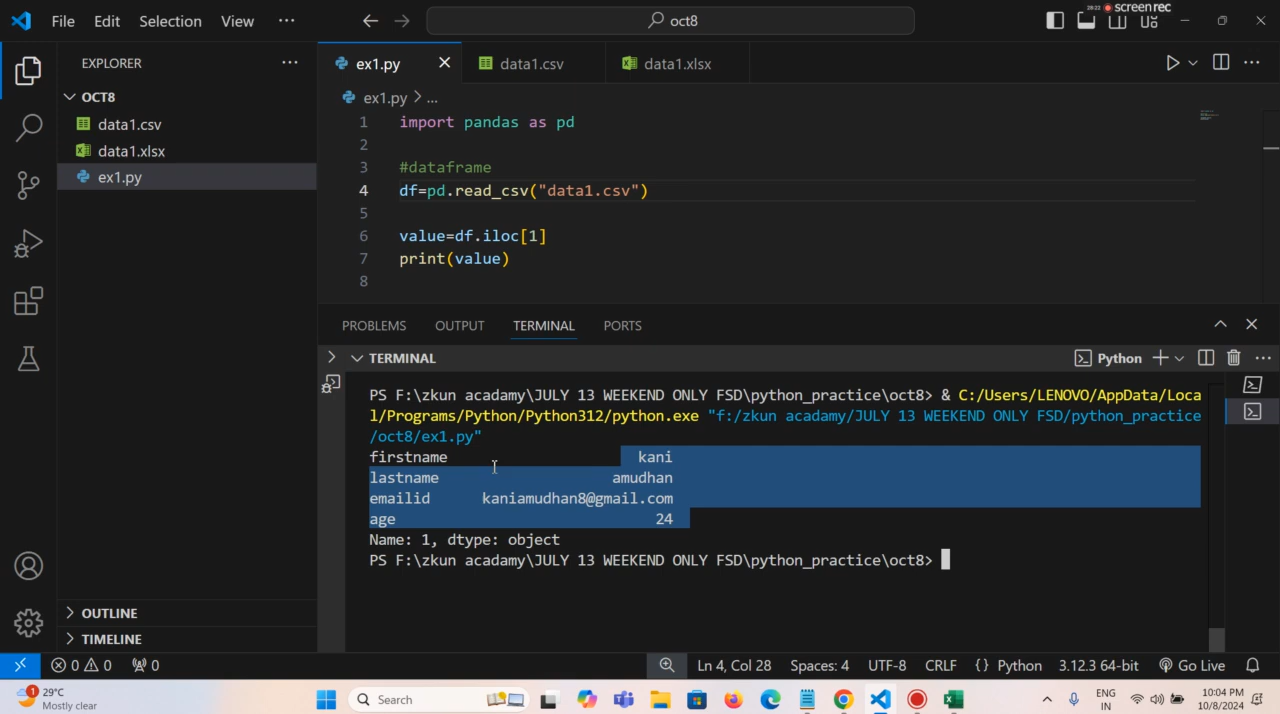 File Edit Selection View ··· oct8 28:22 screenrec
EXPLORER ···
OCT8
data1.csv
data1.xlsx
ex1.py
OUTLINE
TIMELINE
ex1.py data1.csv data1.xlsx
ex1.py > ...
1 import pandas as pd
2
3 #dataframe
4 df=pd.read_csv("data1.csv")
5
6 value=df.iloc[1]
7 print(value)
8
PROBLEMS OUTPUT TERMINAL PORTS
TERMINAL Python
PS F:\zkun acadamy\JULY 13 WEEKEND ONLY FSD\python_practice\oct8> & C:/Users/LENOVO/AppData/Loca
l/Programs/Python/Python312/python.exe "f:/zkun acadamy/JULY 13 WEEKEND ONLY FSD/python_practice
/oct8/ex1.py"
firstname kani
lastname amudhan
emailid kaniamudhan8@gmail.com
age 24
Name: 1, dtype: object
PS F:\zkun acadamy\JULY 13 WEEKEND ONLY FSD\python_practice\oct8>
0 0 0 Ln 4, Col 28 Spaces: 4 UTF-8 CRLF {} Python 3.12.3 64-bit Go Live
1 29°C
Mostly clear
Search
ENG
IN
10:04 PM
10/8/2024